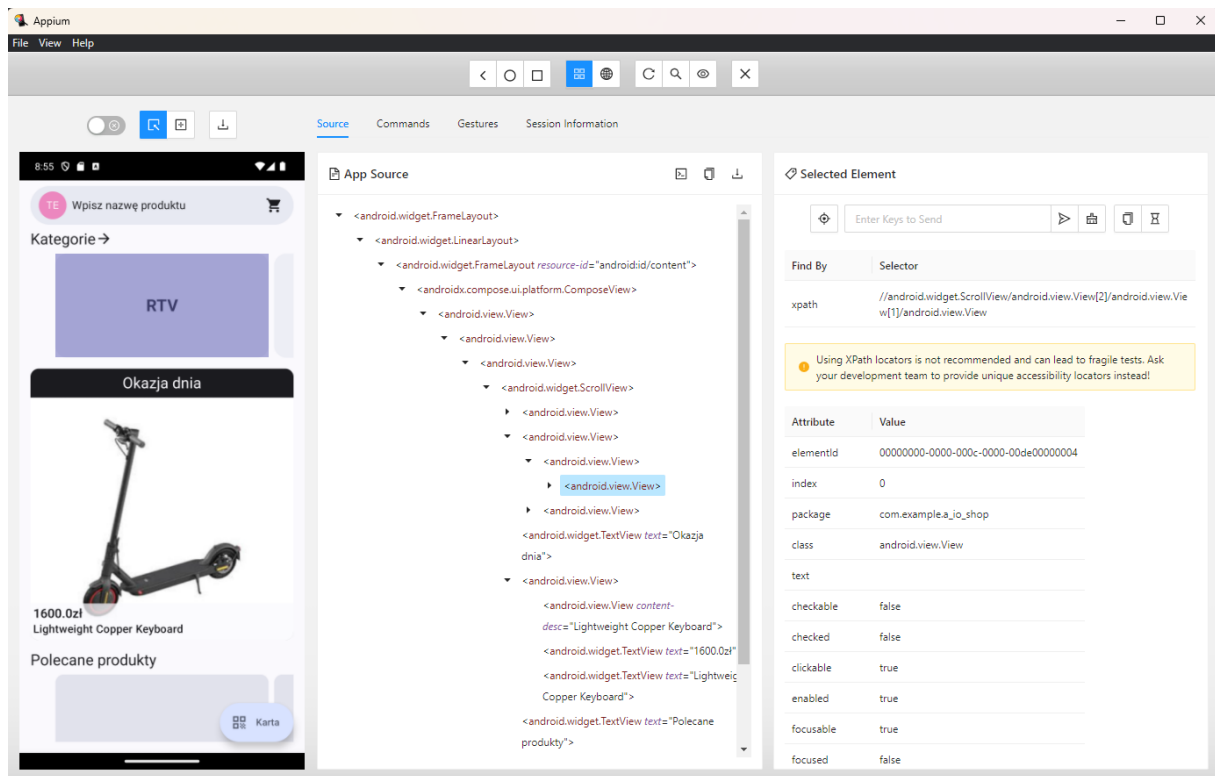 Appium
File View Help
Source Commands Gestures Session Information
8:55
TE Wpisz nazwę produktu
Kategorie→
RTV
Okazja dnia
1600.0zł
Lightweight Copper Keyboard
Polecane produkty
Karta
App Source
<android.widget.FrameLayout>
<android.widget.LinearLayout>
<android.widget.FrameLayout resource-id="android:id/content">
<androidx.compose.ui.platform.ComposeView>
<android.view.View>
<android.view.View>
<android.view.View>
<android.widget.ScrollView>
<android.view.View>
<android.view.View>
<android.view.View>
<android.view.View>
<android.view.View>
<android.widget.TextView text="Okazja
dnia">
<android.view.View>
<android.view.View content-
desc="Lightweight Copper Keyboard">
<android.widget.TextView text="1600.0zł"
<android.widget.TextView text="Lightweig
Copper Keyboard">
<android.widget.TextView text="Polecane
produkty">
Selected Element
Enter Keys to Send
Find By Selector
xpath //android.widget.ScrollView/android.view.View[2]/android.view.Vie
w[1]/android.view.View
Using XPath locators is not recommended and can lead to fragile tests. Ask
your development team to provide unique accessibility locators instead!
Attribute Value
elementId 00000000-0000-000c-0000-00de00000004
index 0
package com.example.a_io_shop
class android.view.View
text
checkable false
checked false
clickable true
enabled true
focusable true
focused false